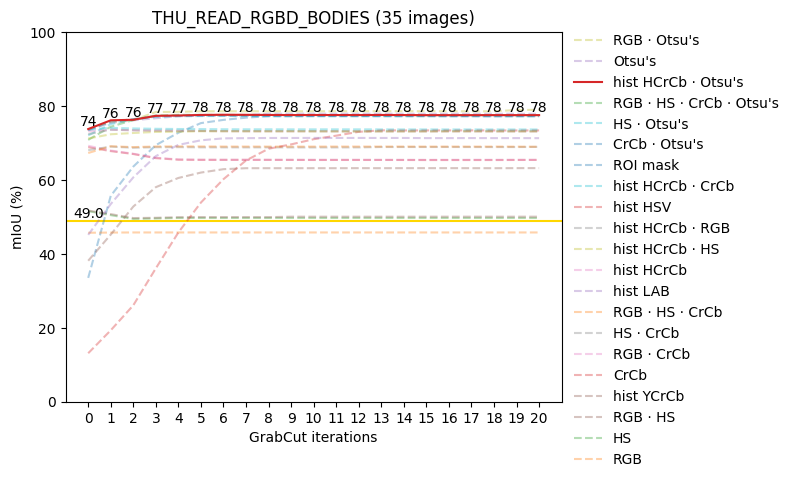 THU_READ_RGBD_BODIES (35 images)
mIoU (%)
100
80
60
40
20
0
74 76 76 77 77 78 78 78 78 78 78 78 78 78 78 78 78 78 78 78 78
49.0
0 1 2 3 4 5 6 7 8 9 10 11 12 13 14 15 16 17 18 19 20
GrabCut iterations
RGB · Otsu's
Otsu's
hist HCrCb · Otsu's
RGB · HS · CrCb · Otsu's
HS · Otsu's
CrCb · Otsu's
ROI mask
hist HCrCb · CrCb
hist HSV
hist HCrCb · RGB
hist HCrCb · HS
hist HCrCb
hist LAB
RGB · HS · CrCb
HS · CrCb
RGB · CrCb
CrCb
hist YCrCb
RGB · HS
HS
RGB